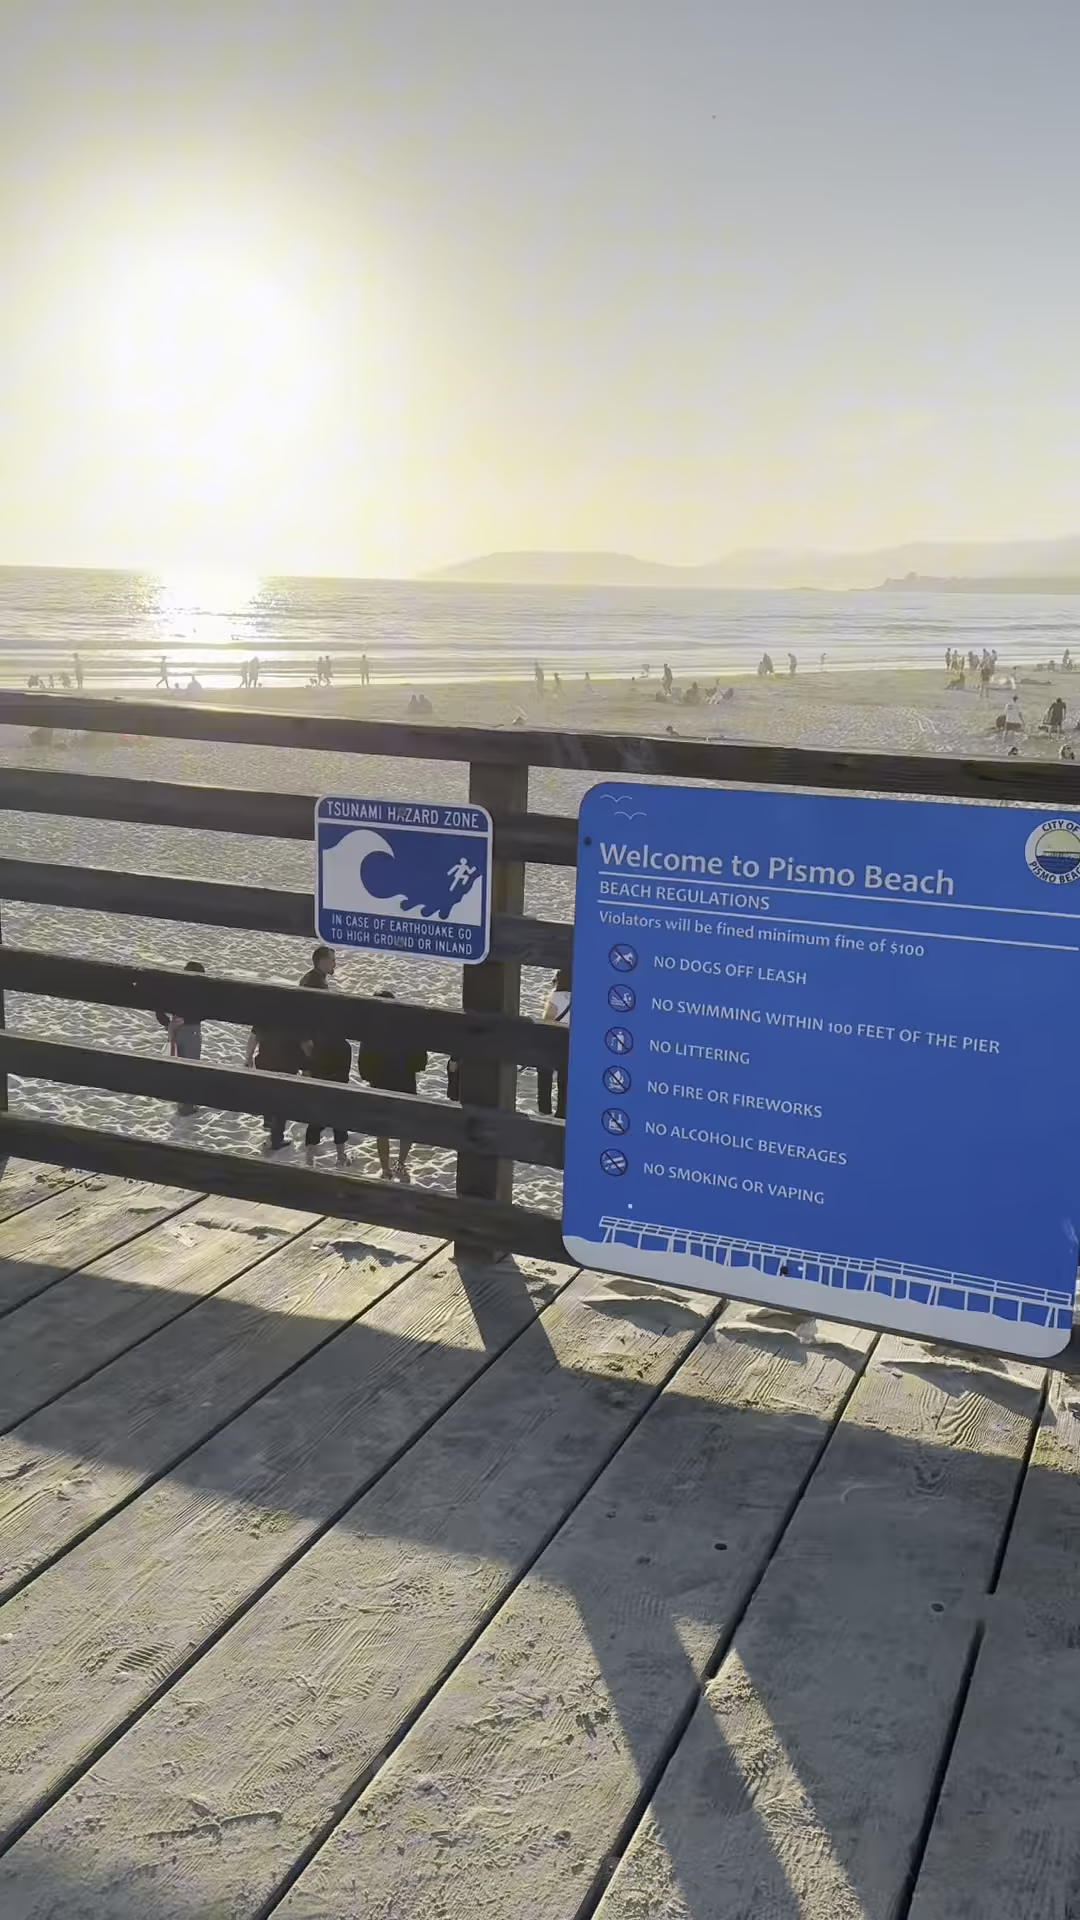 TSUNAMI HAZARD ZONE
IN CASE OF EARTHQUAKE GO
TO HIGH GROUND OR INLAND
CITY OF
PISMO BEACH
Welcome to Pismo Beach
BEACH REGULATIONS
Violators will be fined minimum fine of $100
NO DOGS OFF LEASH
NO SWIMMING WITHIN 100 FEET OF THE PIER
NO LITTERING
NO FIRE OR FIREWORKS
NO ALCOHOLIC BEVERAGES
NO SMOKING OR VAPING